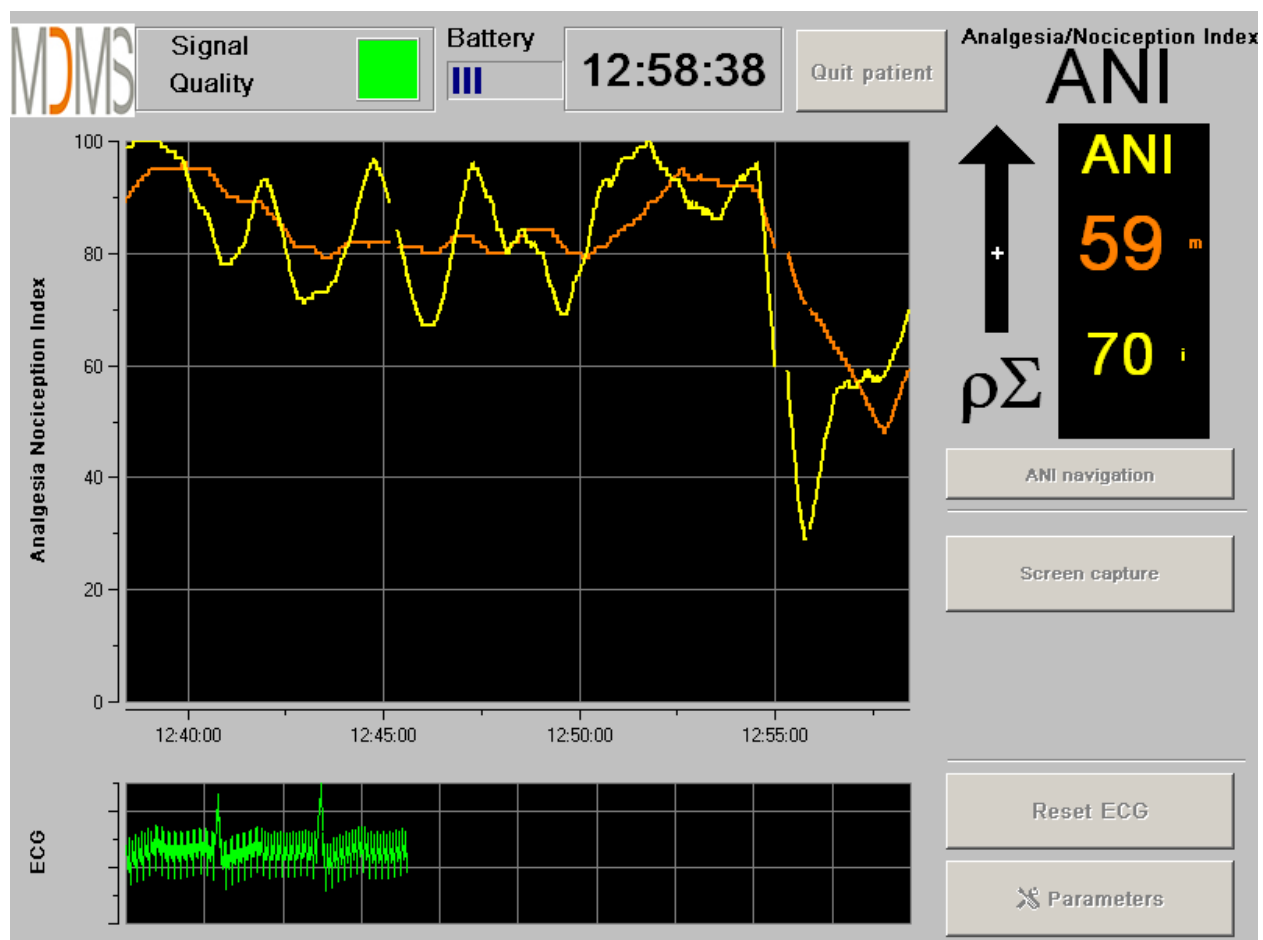 MDMS
Signal
Quality
Battery
12:58:38
Quit patient
Analgesia/Nociception Index
ANI
ANI
59 m
70 i
ρΣ
+
ANI navigation
Screen capture
Reset ECG
Parameters
Analgesia Nociception Index
100
80
60
40
20
0
12:40:00
12:45:00
12:50:00
12:55:00
ECG